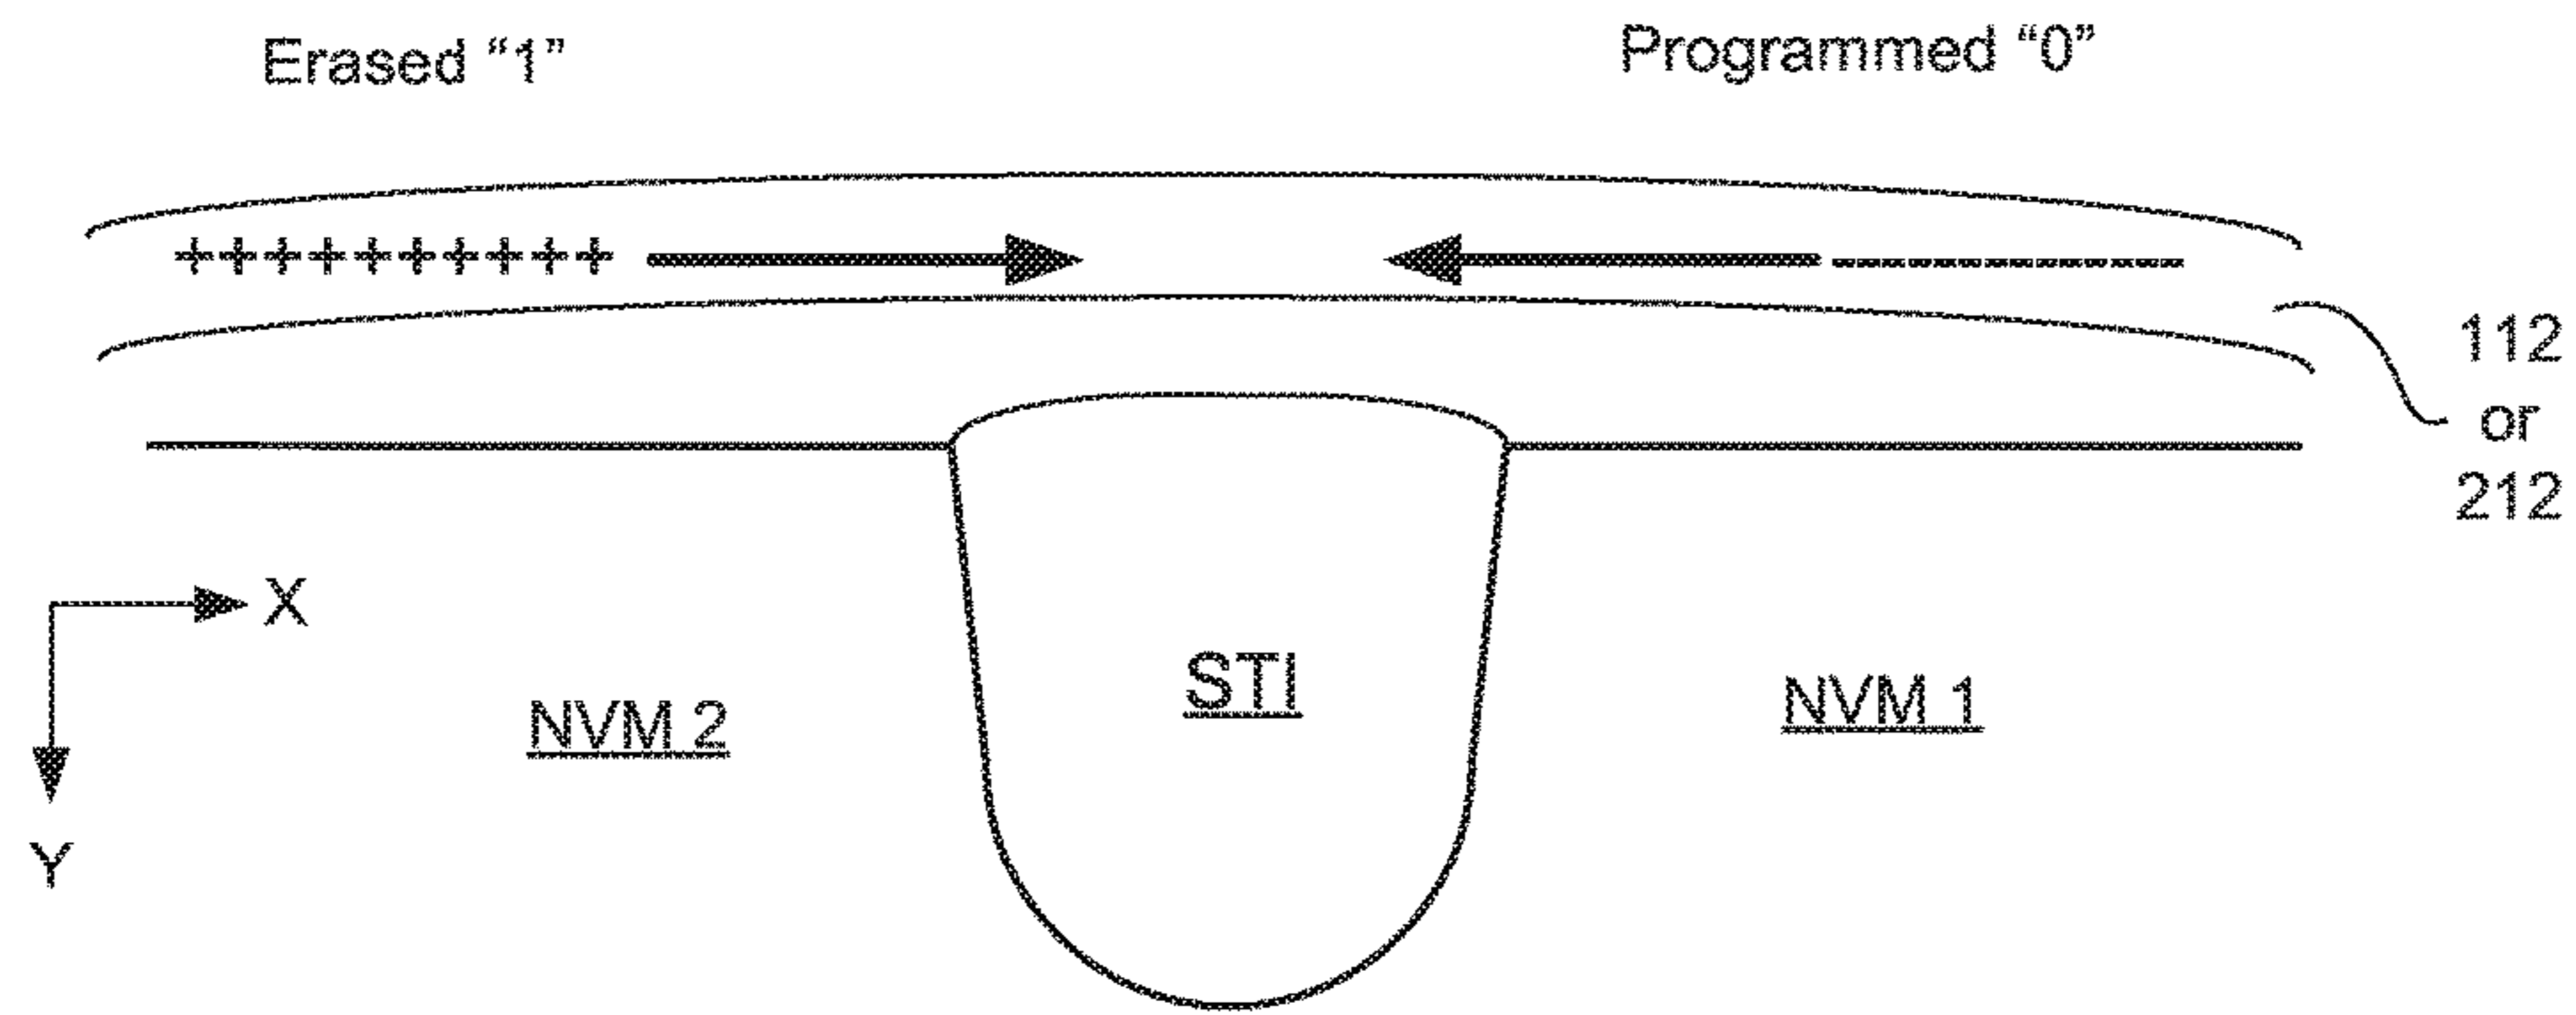 Erased “1”
Programmed “0”
+++++++++++
----------
112
or
212
X
Y
NVM 2
STI
NVM 1